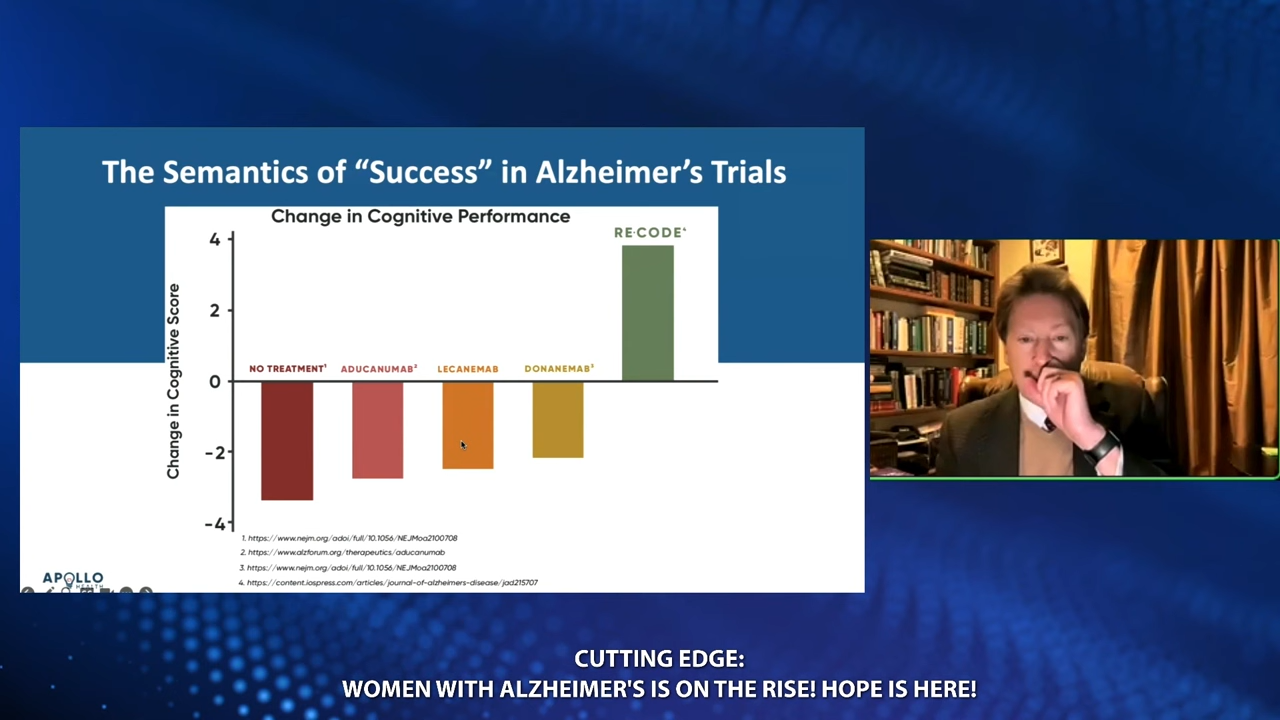 The Semantics of “Success” in Alzheimer’s Trials
Change in Cognitive Performance
Change in Cognitive Score
4
2
0
-2
-4
NO TREATMENT¹
ADUCANUMAB²
LECANEMAB
DONANEMAB³
RE·CODE⁴
1. https://www.nejm.org/adoi/full/10.1056/NEJMoa2100708
2. https://www.alzforum.org/therapeutics/aducanumab
3. https://www.nejm.org/adoi/full/10.1056/NEJMoa2100708
4. https://content.iospress.com/articles/journal-of-alzheimers-disease/jad215707
APOLLO
HEALTH
CUTTING EDGE:
WOMEN WITH ALZHEIMER'S IS ON THE RISE! HOPE IS HERE!